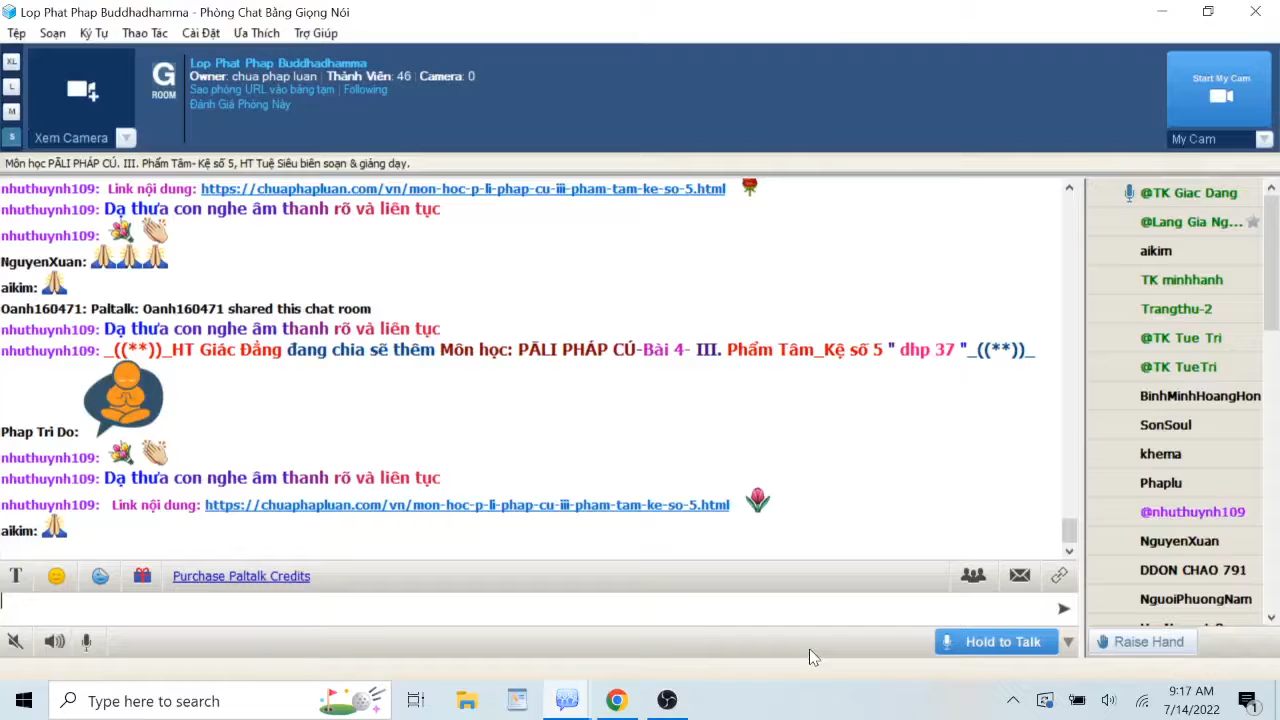 Lop Phat Phap Buddhadhamma - Phòng Chat Bằng Giọng Nói
Tệp Soạn Ký Tự Thao Tác Cài Đặt Ưa Thích Trợ Giúp
XL
L
M
S
Xem Camera
G
ROOM
Lop Phat Phap Buddhadhamma
Owner: chua phap luan | Thành Viên: 46 | Camera: 0
Sao phỏng URL vào bảng tạm | Following
Đánh Giá Phòng Này
Start My Cam
My Cam
Môn học PĀLI PHÁP CÚ. III. Phẩm Tâm- Kệ số 5, HT Tuệ Siêu biên soạn & giảng dạy.
nhuthuynh109: Link nội dung: https://chuaphapluan.com/vn/mon-hoc-p-li-phap-cu-iii-pham-tam-ke-so-5.html
nhuthuynh109: Dạ thưa con nghe âm thanh rõ và liên tục
nhuthuynh109:
NguyenXuan:
aikim:
Oanh160471: Paltalk: Oanh160471 shared this chat room
nhuthuynh109: Dạ thưa con nghe âm thanh rõ và liên tục
nhuthuynh109: _((**))_HT Giác Đẳng đang chia sẽ thêm Môn học: PĀLI PHÁP CÚ-Bài 4- III. Phẩm Tâm_Kệ số 5 " dhp 37 "_((**))_
Phap Tri Do:
nhuthuynh109:
nhuthuynh109: Dạ thưa con nghe âm thanh rõ và liên tục
nhuthuynh109: Link nội dung: https://chuaphapluan.com/vn/mon-hoc-p-li-phap-cu-iii-pham-tam-ke-so-5.html
aikim:
@TK Giac Dang
@Lang Gia Ng...
aikim
TK minhhanh
Trangthu-2
@TK Tue Tri
@TK TueTri
BinhMinhHoangHon
SonSoul
khema
Phaplu
@nhuthuynh109
NguyenXuan
DDON CHAO 791
NguoiPhuongNam
T
Purchase Paltalk Credits
Hold to Talk
Raise Hand
Type here to search
9:17 AM
7/14/2022
1